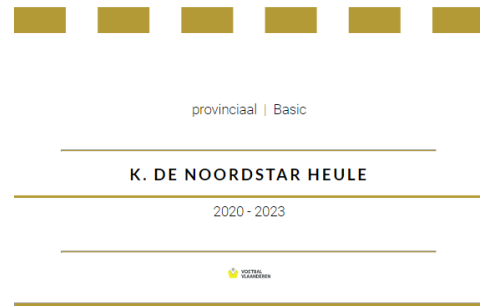 provinciaal | Basic
K. DE NOORDSTAR HEULE
2020 - 2023
VOETBAL
VLAANDEREN